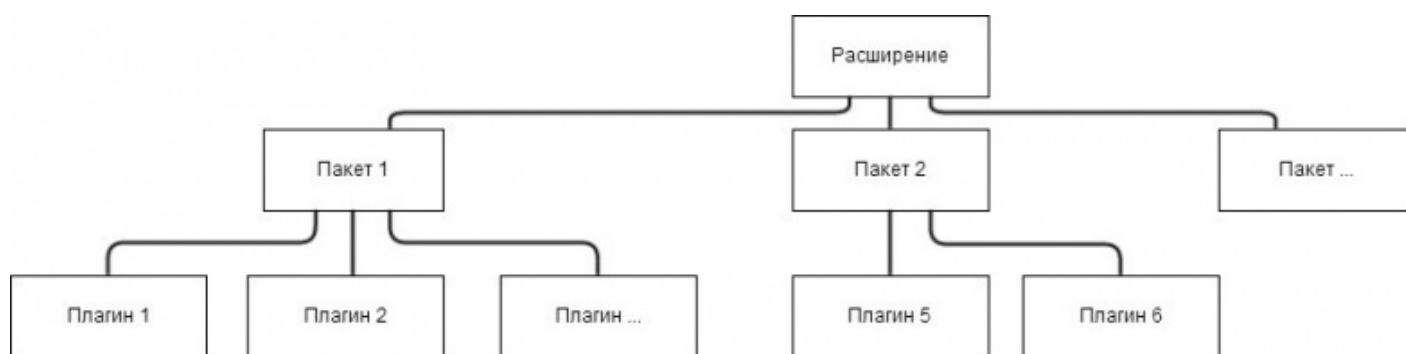 Расширение
Пакет 1
Пакет 2
Пакет ...
Плагин 1
Плагин 2
Плагин ...
Плагин 5
Плагин 6